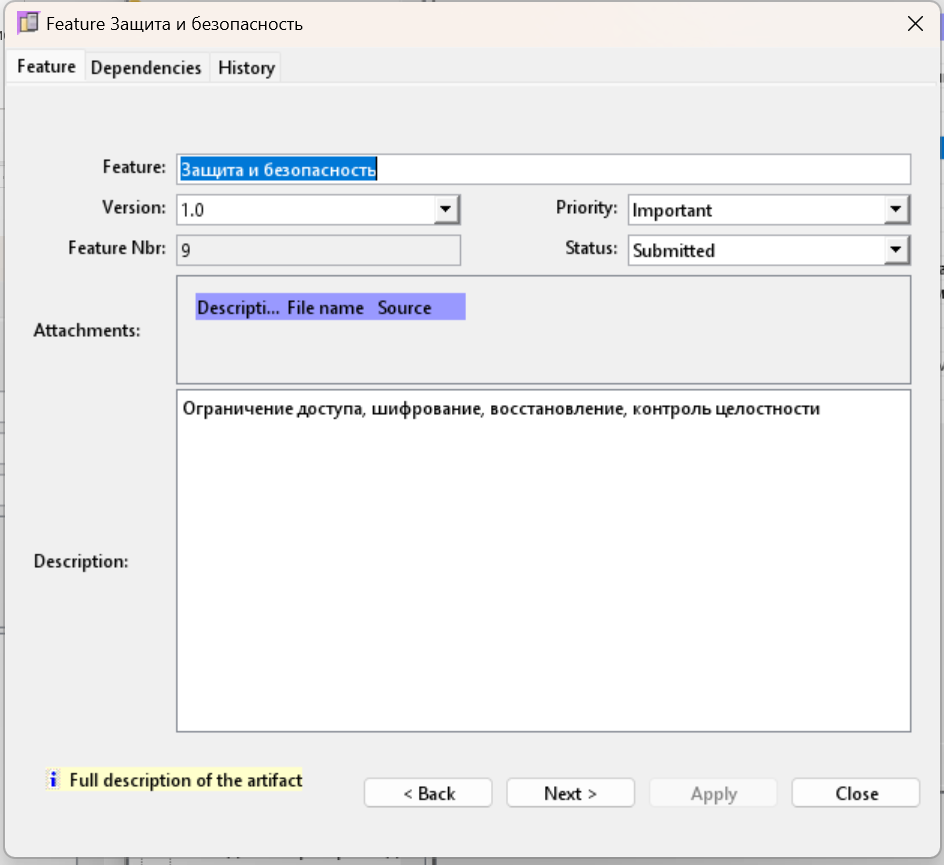 Feature Защита и безопасность
Feature Dependencies History
Feature: Защита и безопасность
Version: 1.0 Priority: Important
Feature Nbr: 9 Status: Submitted
Attachments: Descripti... File name Source
Ограничение доступа, шифрование, восстановление, контроль целостности
Description:
Full description of the artifact
< Back Next > Apply Close